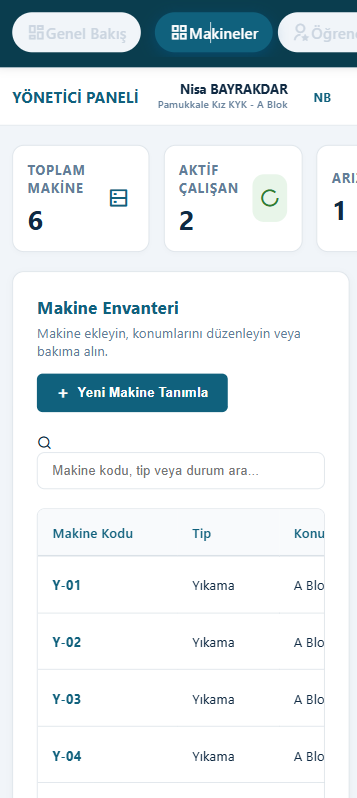 Genel Bakış
Makineler
YÖNETİCİ PANELİ
Nisa BAYRAKDAR
Pamukkale Kız KYK - A Blok
NB
TOPLAM
MAKİNE
6
AKTİF
ÇALIŞAN
2
1
Makine Envanteri
Makine ekleyin, konumlarını düzenleyin veya
bakıma alın.
+ Yeni Makine Tanımla
Makine kodu, tip veya durum ara...
Makine Kodu Tip Konu
Y-01 Yıkama A Blo
Y-02 Yıkama A Blo
Y-03 Yıkama A Blo
Y-04 Yıkama A Blo